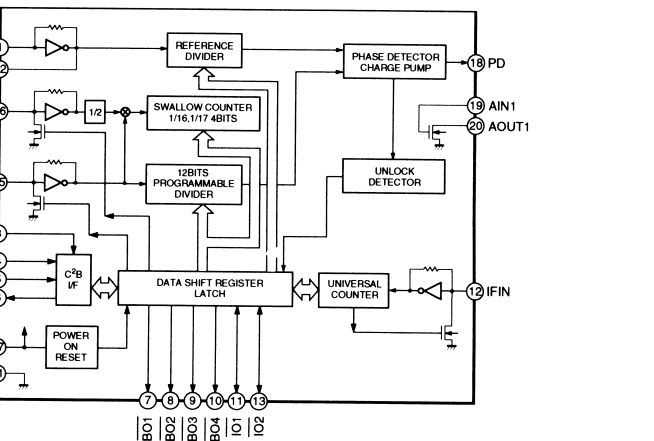 REFERENCE
DIVIDER
PHASE DETECTOR
CHARGE PUMP
18 PD
19 AIN1
20 AOUT1
1/2
SWALLOW COUNTER
1/16,1/17 4BITS
12BITS
PROGRAMMABLE
DIVIDER
UNLOCK
DETECTOR
C²B
I/F
DATA SHIFT REGISTER
LATCH
UNIVERSAL
COUNTER
12 IFIN
POWER
ON
RESET
7 8 9 10 11 13
BO1
BO2
BO3
BO4
IO1
IO2